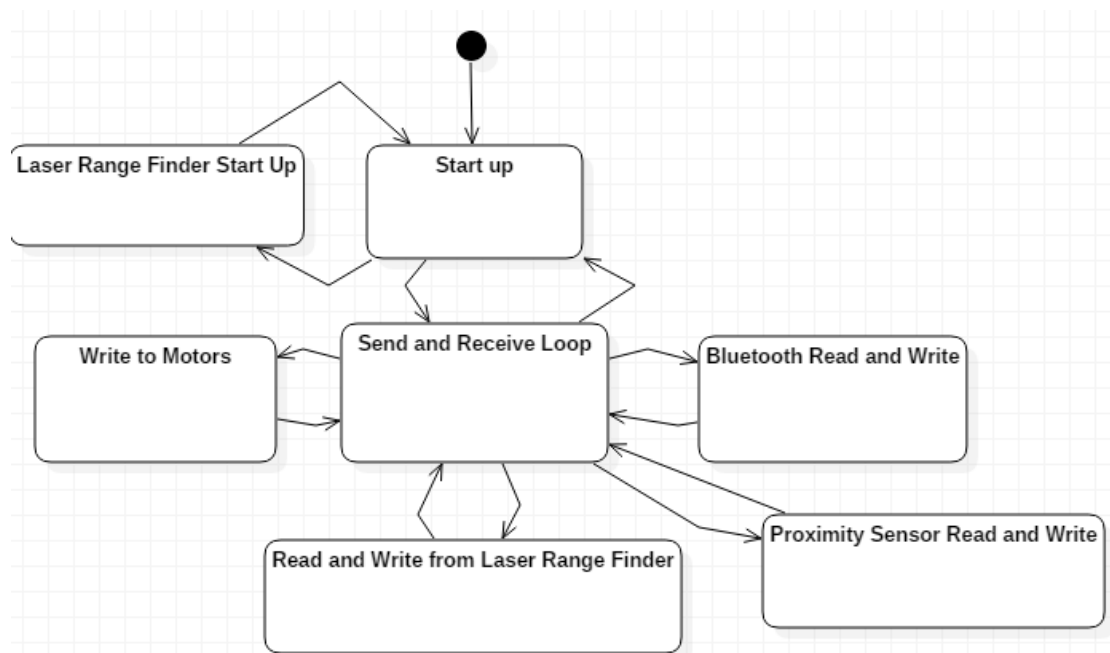 Laser Range Finder Start Up
Start up
Write to Motors
Send and Receive Loop
Bluetooth Read and Write
Read and Write from Laser Range Finder
Proximity Sensor Read and Write